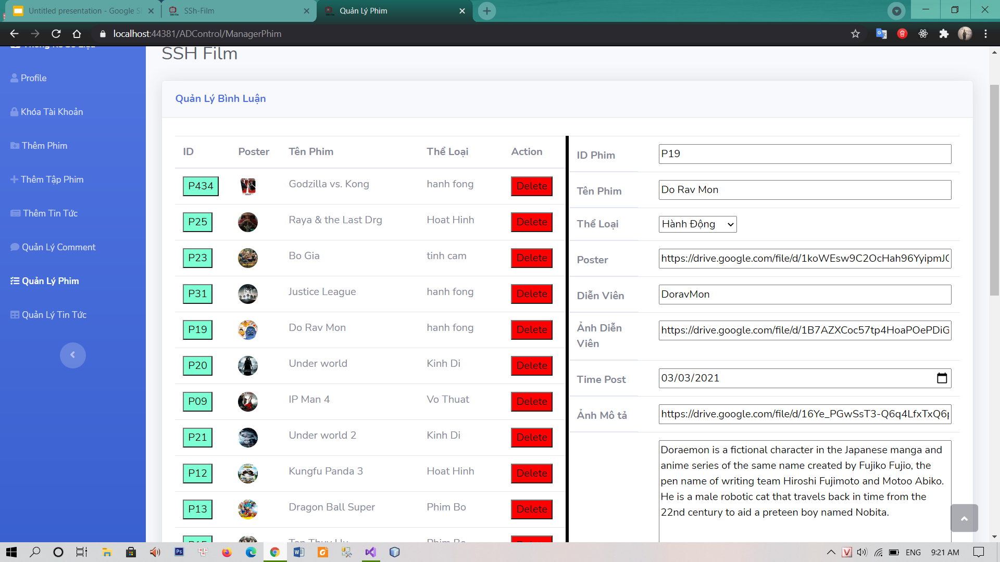 Untitled presentation - Google Sl
SSh-Film
Quản Lý Phim
localhost:44381/ADControl/ManagerPhim
SSH Film
Profile
Khóa Tài Khoản
Thêm Phim
Thêm Tập Phim
Thêm Tin Tức
Quản Lý Comment
Quản Lý Phim
Quản Lý Tin Tức
Quản Lý Bình Luận
ID Poster Tên Phim Thể Loại Action
P434 Godzilla vs. Kong hanh fong Delete
P25 Raya & the Last Drg Hoat Hinh Delete
P23 Bo Gia tinh cam Delete
P31 Justice League hanh fong Delete
P19 Do Rav Mon hanh fong Delete
P20 Under world Kinh Di Delete
P09 IP Man 4 Vo Thuat Delete
P21 Under world 2 Kinh Di Delete
P12 Kungfu Panda 3 Hoat Hinh Delete
P13 Dragon Ball Super Phim Bo Delete
ID Phim P19
Tên Phim Do Rav Mon
Thể Loại Hành Động
Poster https://drive.google.com/file/d/1koWEsw9C2OcHah96YyipmJC
Diễn Viên DoravMon
Ảnh Diễn
Viên
https://drive.google.com/file/d/1B7AZXCoc57tp4HoaPOePDiG
Time Post 03/03/2021
Ảnh Mô tả https://drive.google.com/file/d/16Ye_PGwSsT3-Q6q4LfxTxQ6p
Doraemon is a fictional character in the Japanese manga and
anime series of the same name created by Fujiko Fujio, the
pen name of writing team Hiroshi Fujimoto and Motoo Abiko.
He is a male robotic cat that travels back in time from the
22nd century to aid a preteen boy named Nobita.
ENG 9:21 AM